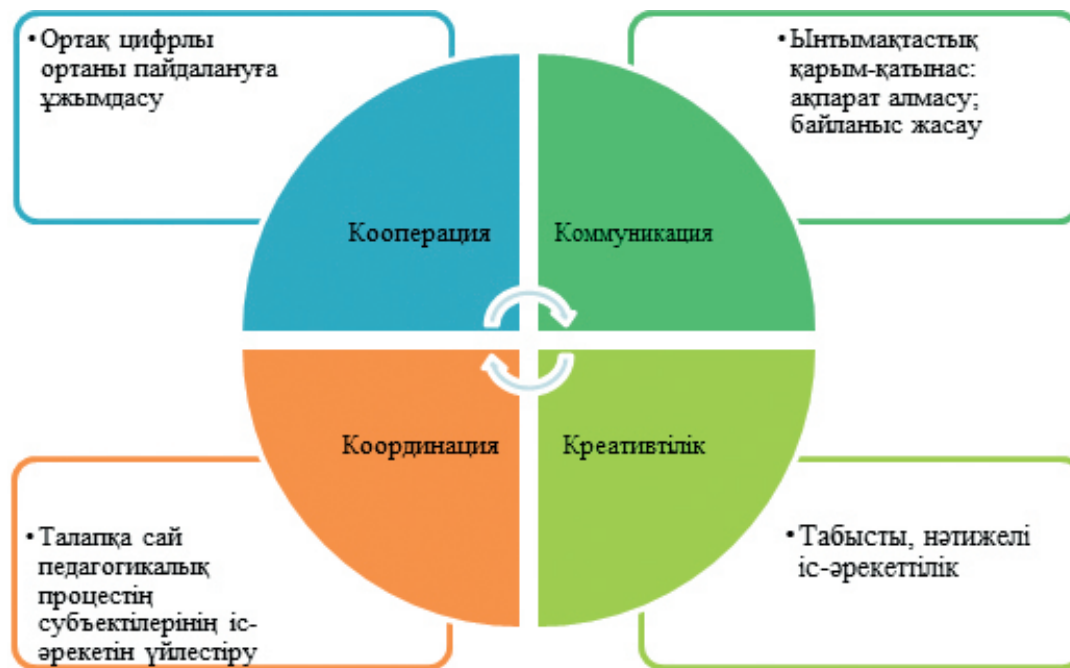 •Ортақ цифрлы
ортаны пайдалануға
ұжымдасу
•Ынтымақтастық
қарым-қатынас:
ақпарат алмасу;
байланыс жасау
Кооперация
Коммуникация
Координация
Креативтілік
•Талапқа сай
педагогикалық
процестің
субъектілерінің іс-
әрекетін үйлестіру
•Табысты, нәтижелі
іс-әрекеттілік